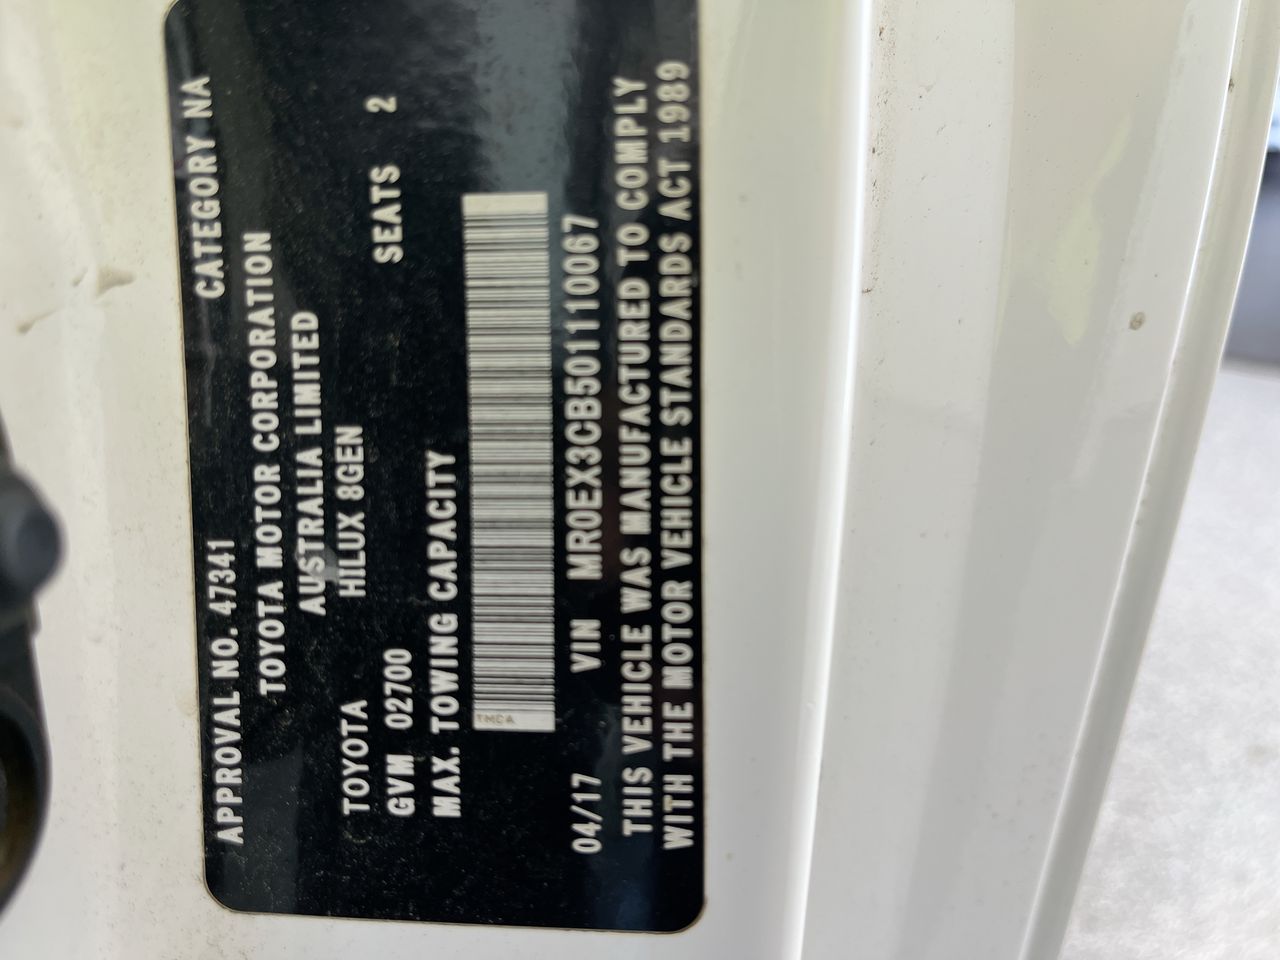 APPROVAL NO. 47341 CATEGORY NA
TOYOTA MOTOR CORPORATION
AUSTRALIA LIMITED
TOYOTA HILUX 8GEN
GVM 02700 SEATS 2
MAX. TOWING CAPACITY
TMCA
04/17 VIN MR0EX3CB501110067
THIS VEHICLE WAS MANUFACTURED TO COMPLY
WITH THE MOTOR VEHICLE STANDARDS ACT 1989